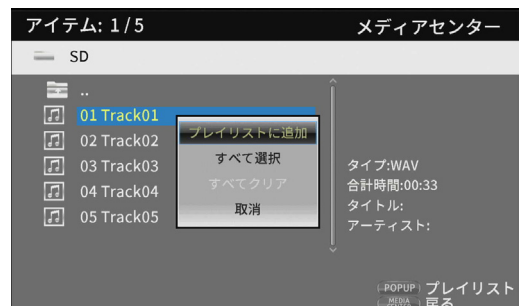 アイテム: 1/5 メディアセンター
SD
..
01 Track01
02 Track02
03 Track03
04 Track04
05 Track05
プレイリストに追加
すべて選択
すべてクリア
取消
タイプ:WAV
合計時間:00:33
タイトル:
アーティスト:
POPUP プレイリスト
MEDIA CENTER 戻る